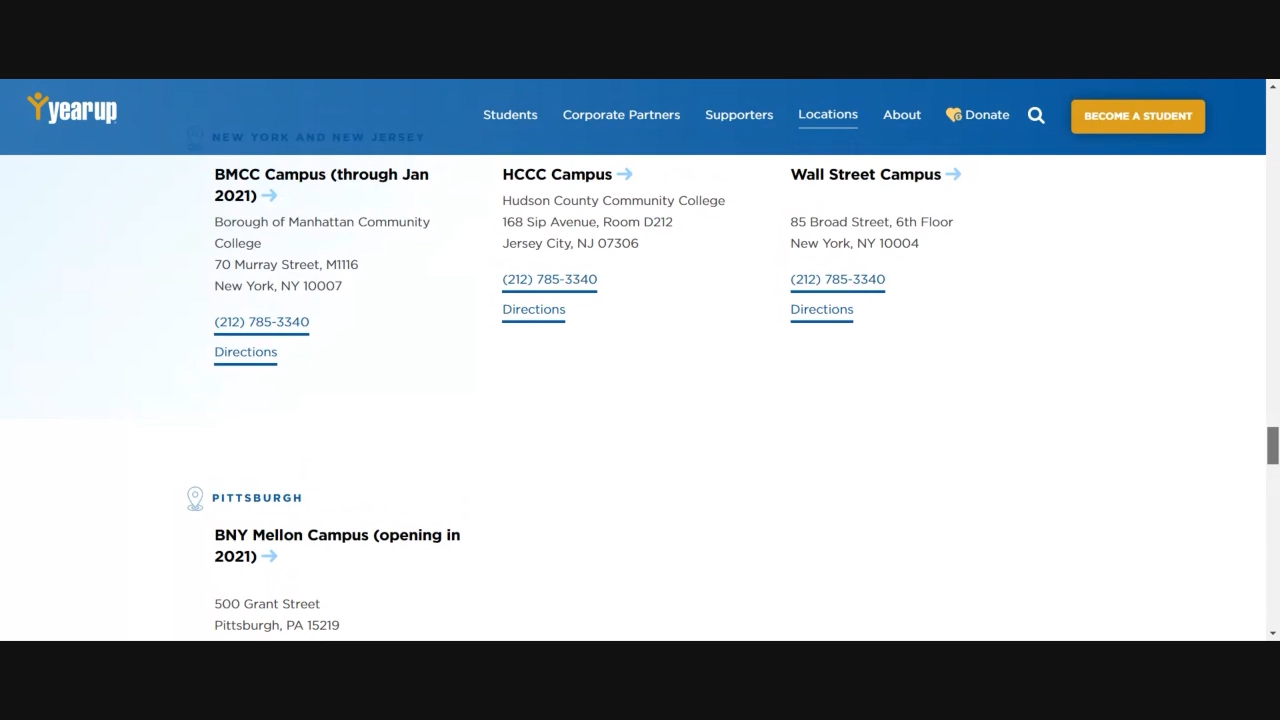 yearup
Students
Corporate Partners
Supporters
Locations
About
Donate
BECOME A STUDENT
NEW YORK AND NEW JERSEY
BMCC Campus (through Jan
2021)
Borough of Manhattan Community
College
70 Murray Street, M1116
New York, NY 10007
(212) 785-3340
Directions
HCCC Campus
Hudson County Community College
168 Sip Avenue, Room D212
Jersey City, NJ 07306
(212) 785-3340
Directions
Wall Street Campus
85 Broad Street, 6th Floor
New York, NY 10004
(212) 785-3340
Directions
PITTSBURGH
BNY Mellon Campus (opening in
2021)
500 Grant Street
Pittsburgh, PA 15219